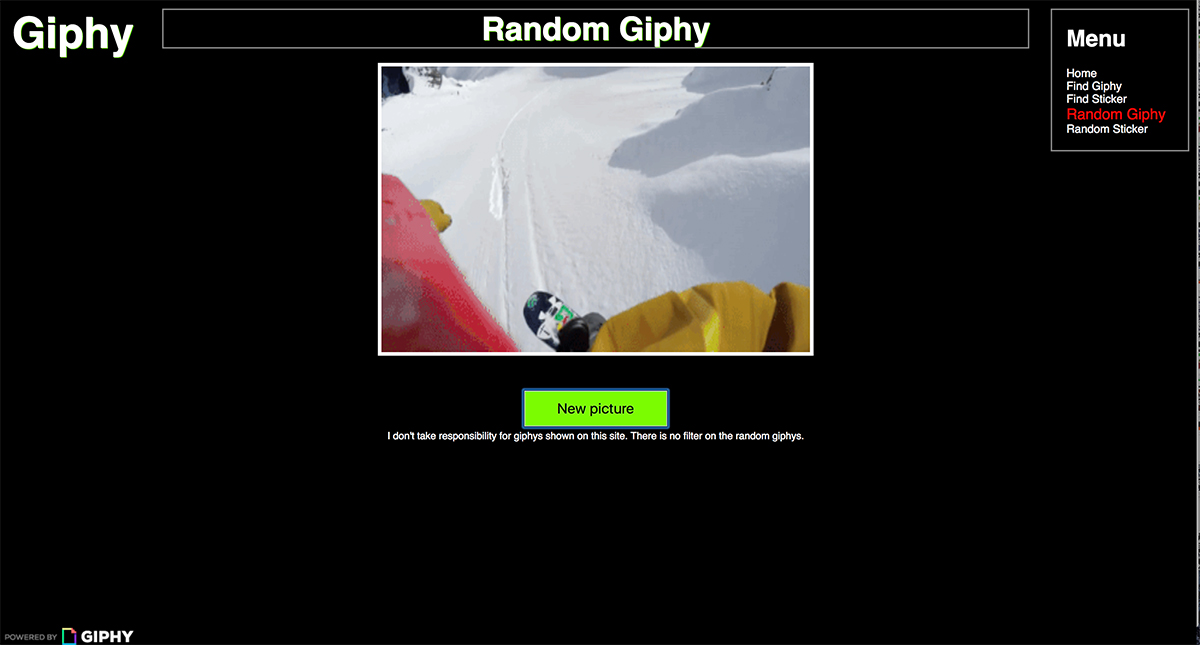 Giphy
Random Giphy
Menu
Home
Find Giphy
Find Sticker
Random Giphy
Random Sticker
New picture
I don't take responsibility for giphys shown on this site. There is no filter on the random giphys.
POWERED BY GIPHY